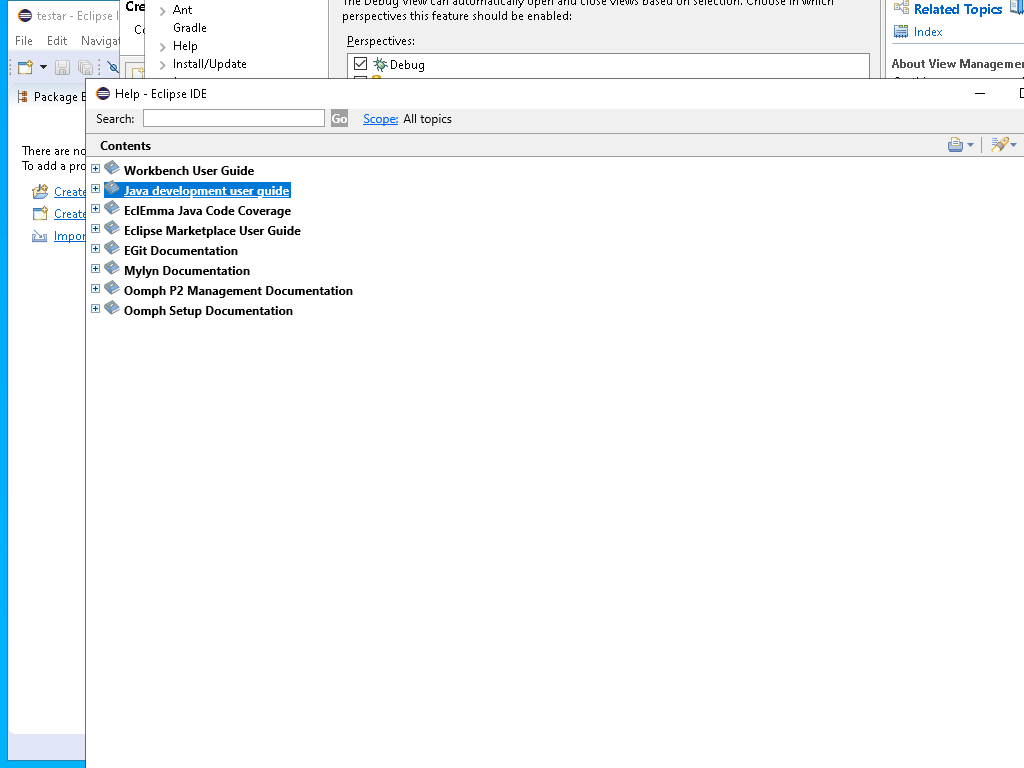 testar - Eclipse I
File Edit Navigat
Package E
There are no
To add a pro
Create
Create
Impor
Cre
Ant
Gradle
Help
Install/Update
The Debug View can automatically open and close views based on selection. Choose in which
perspectives this feature should be enabled:
Perspectives:
Debug
Related Topics
Index
About View Manageme
Help - Eclipse IDE
Search: Go Scope: All topics
Contents
Workbench User Guide
Java development user guide
EclEmma Java Code Coverage
Eclipse Marketplace User Guide
EGit Documentation
Mylyn Documentation
Oomph P2 Management Documentation
Oomph Setup Documentation